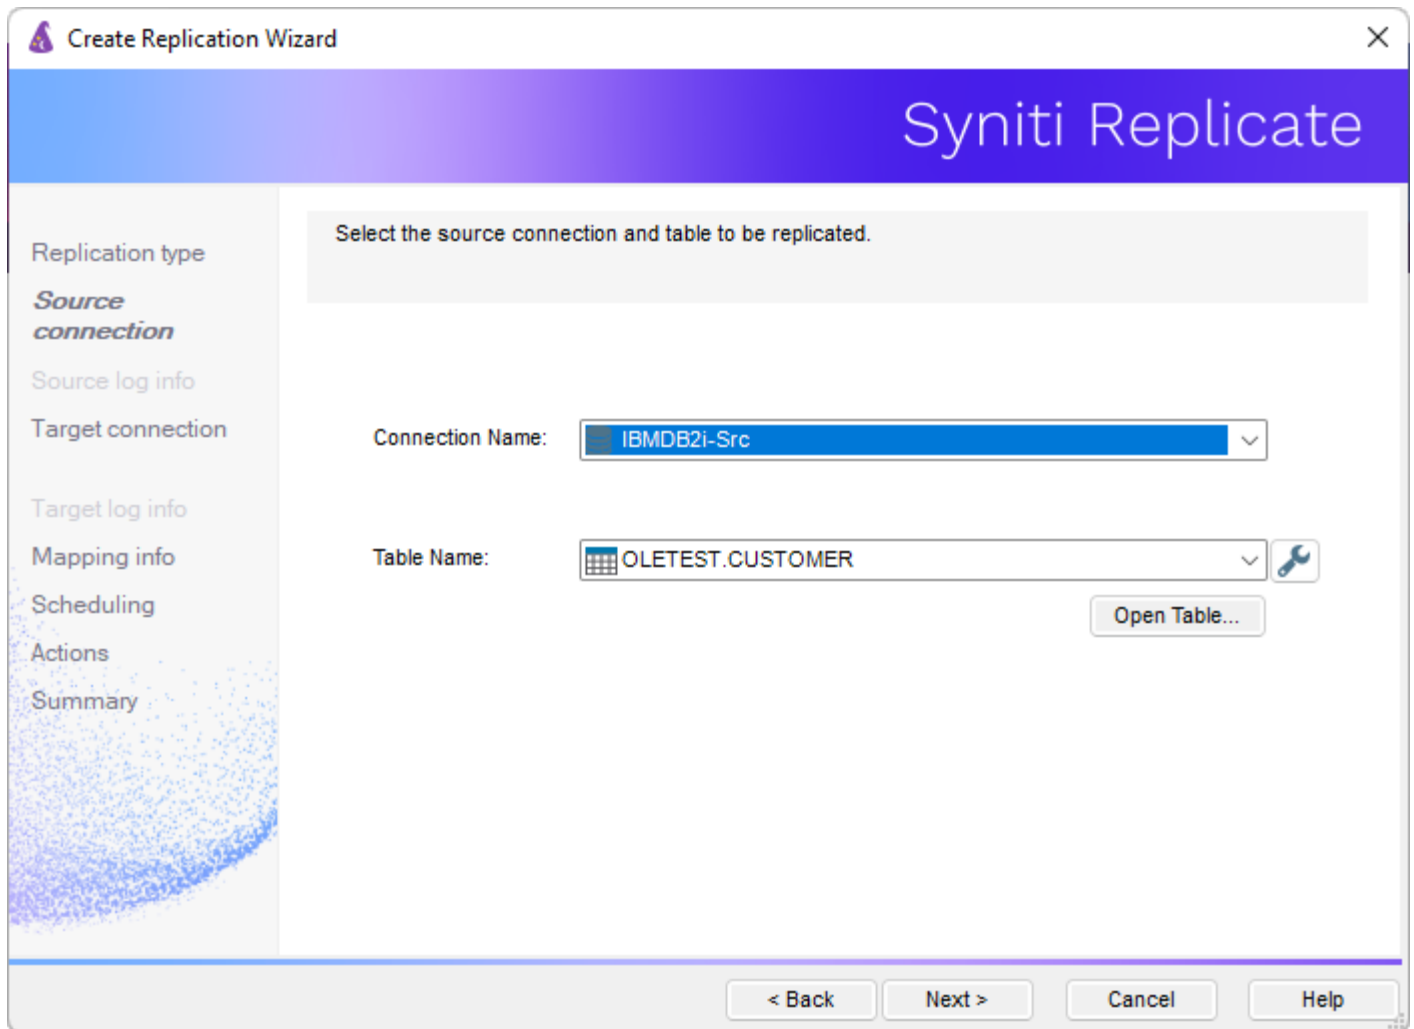 Create Replication Wizard
Syniti Replicate
Replication type
Source
connection
Source log info
Target connection
Target log info
Mapping info
Scheduling
Actions
Summary
Select the source connection and table to be replicated.
Connection Name: IBMDB2i-Src
Table Name: OLETEST.CUSTOMER
Open Table...
< Back Next > Cancel Help